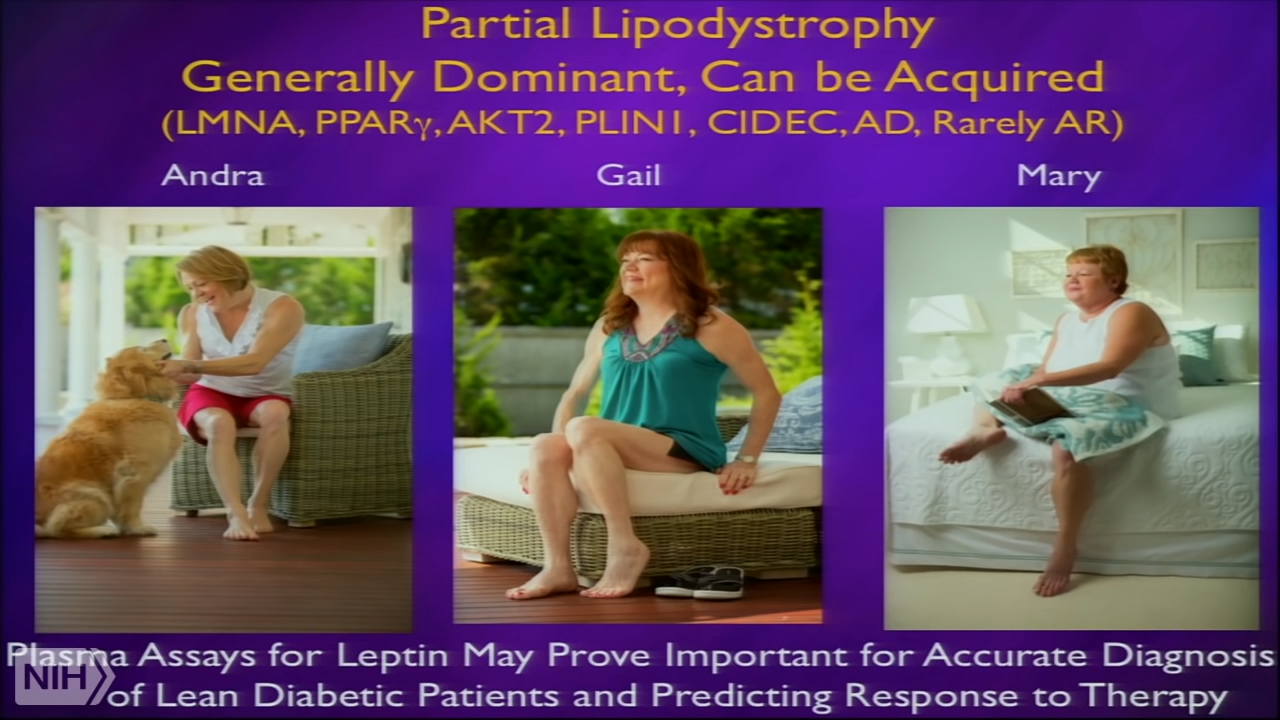 Partial Lipodystrophy
Generally Dominant, Can be Acquired
(LMNA, PPARγ, AKT2, PLIN1, CIDEC, AD, Rarely AR)
Andra Gail Mary
Plasma Assays for Leptin May Prove Important for Accurate Diagnosis
of Lean Diabetic Patients and Predicting Response to Therapy
NIH